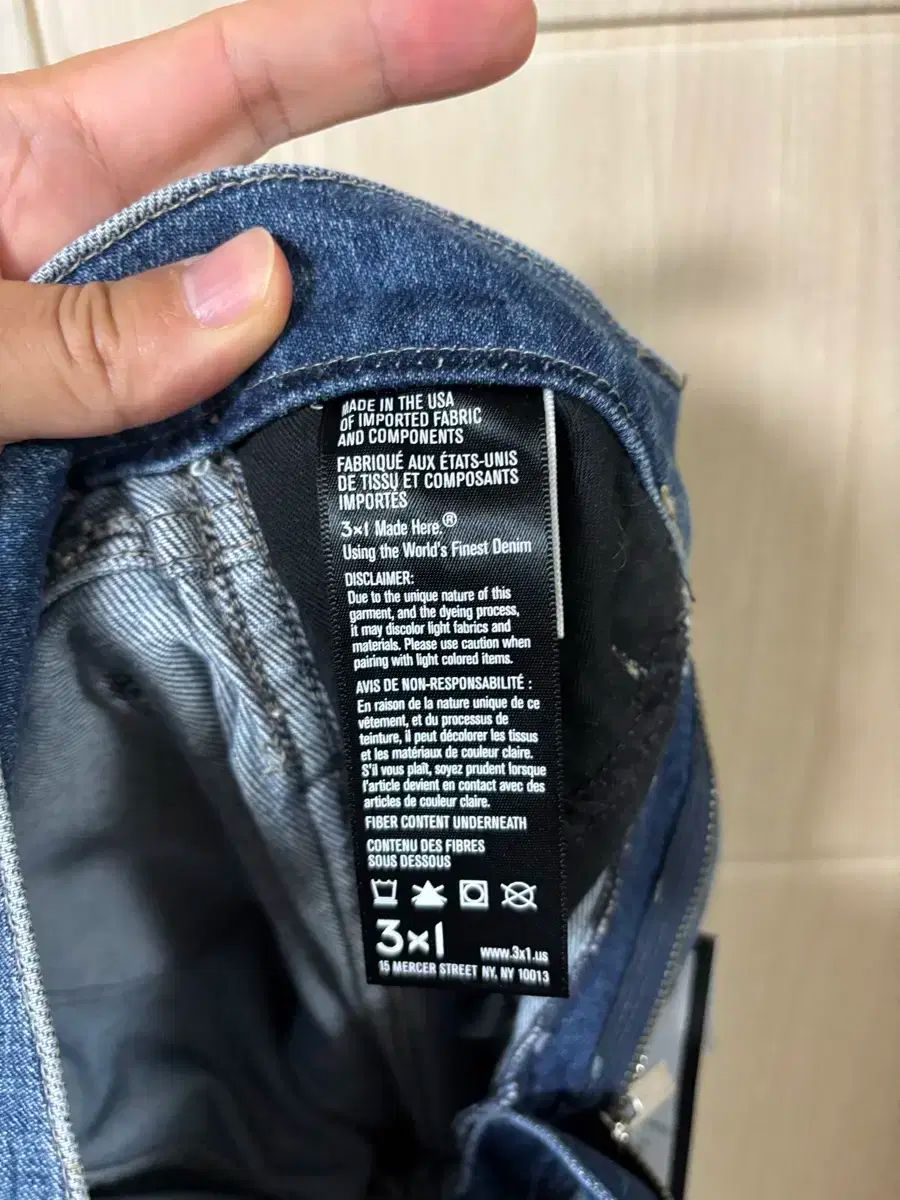 MADE IN THE USA
OF IMPORTED FABRIC
AND COMPONENTS
FABRIQUÉ AUX ÉTATS-UNIS
DE TISSU ET COMPOSANTS
IMPORTÉS
3×1 Made Here.®
Using the World's Finest Denim
DISCLAIMER:
Due to the unique nature of this
garment, and the dyeing process,
it may discolor light fabrics and
materials. Please use caution when
pairing with light colored items.
AVIS DE NON-RESPONSABILITÉ :
En raison de la nature unique de ce
vêtement, et du processus de
teinture, il peut décolorer les tissus
et les matériaux de couleur claire.
S'il vous plaît, soyez prudent lorsque
l'article devient en contact avec des
articles de couleur claire.
FIBER CONTENT UNDERNEATH
CONTENU DES FIBRES
SOUS DESSOUS
3×1 www.3x1.us
15 MERCER STREET NY, NY 10013